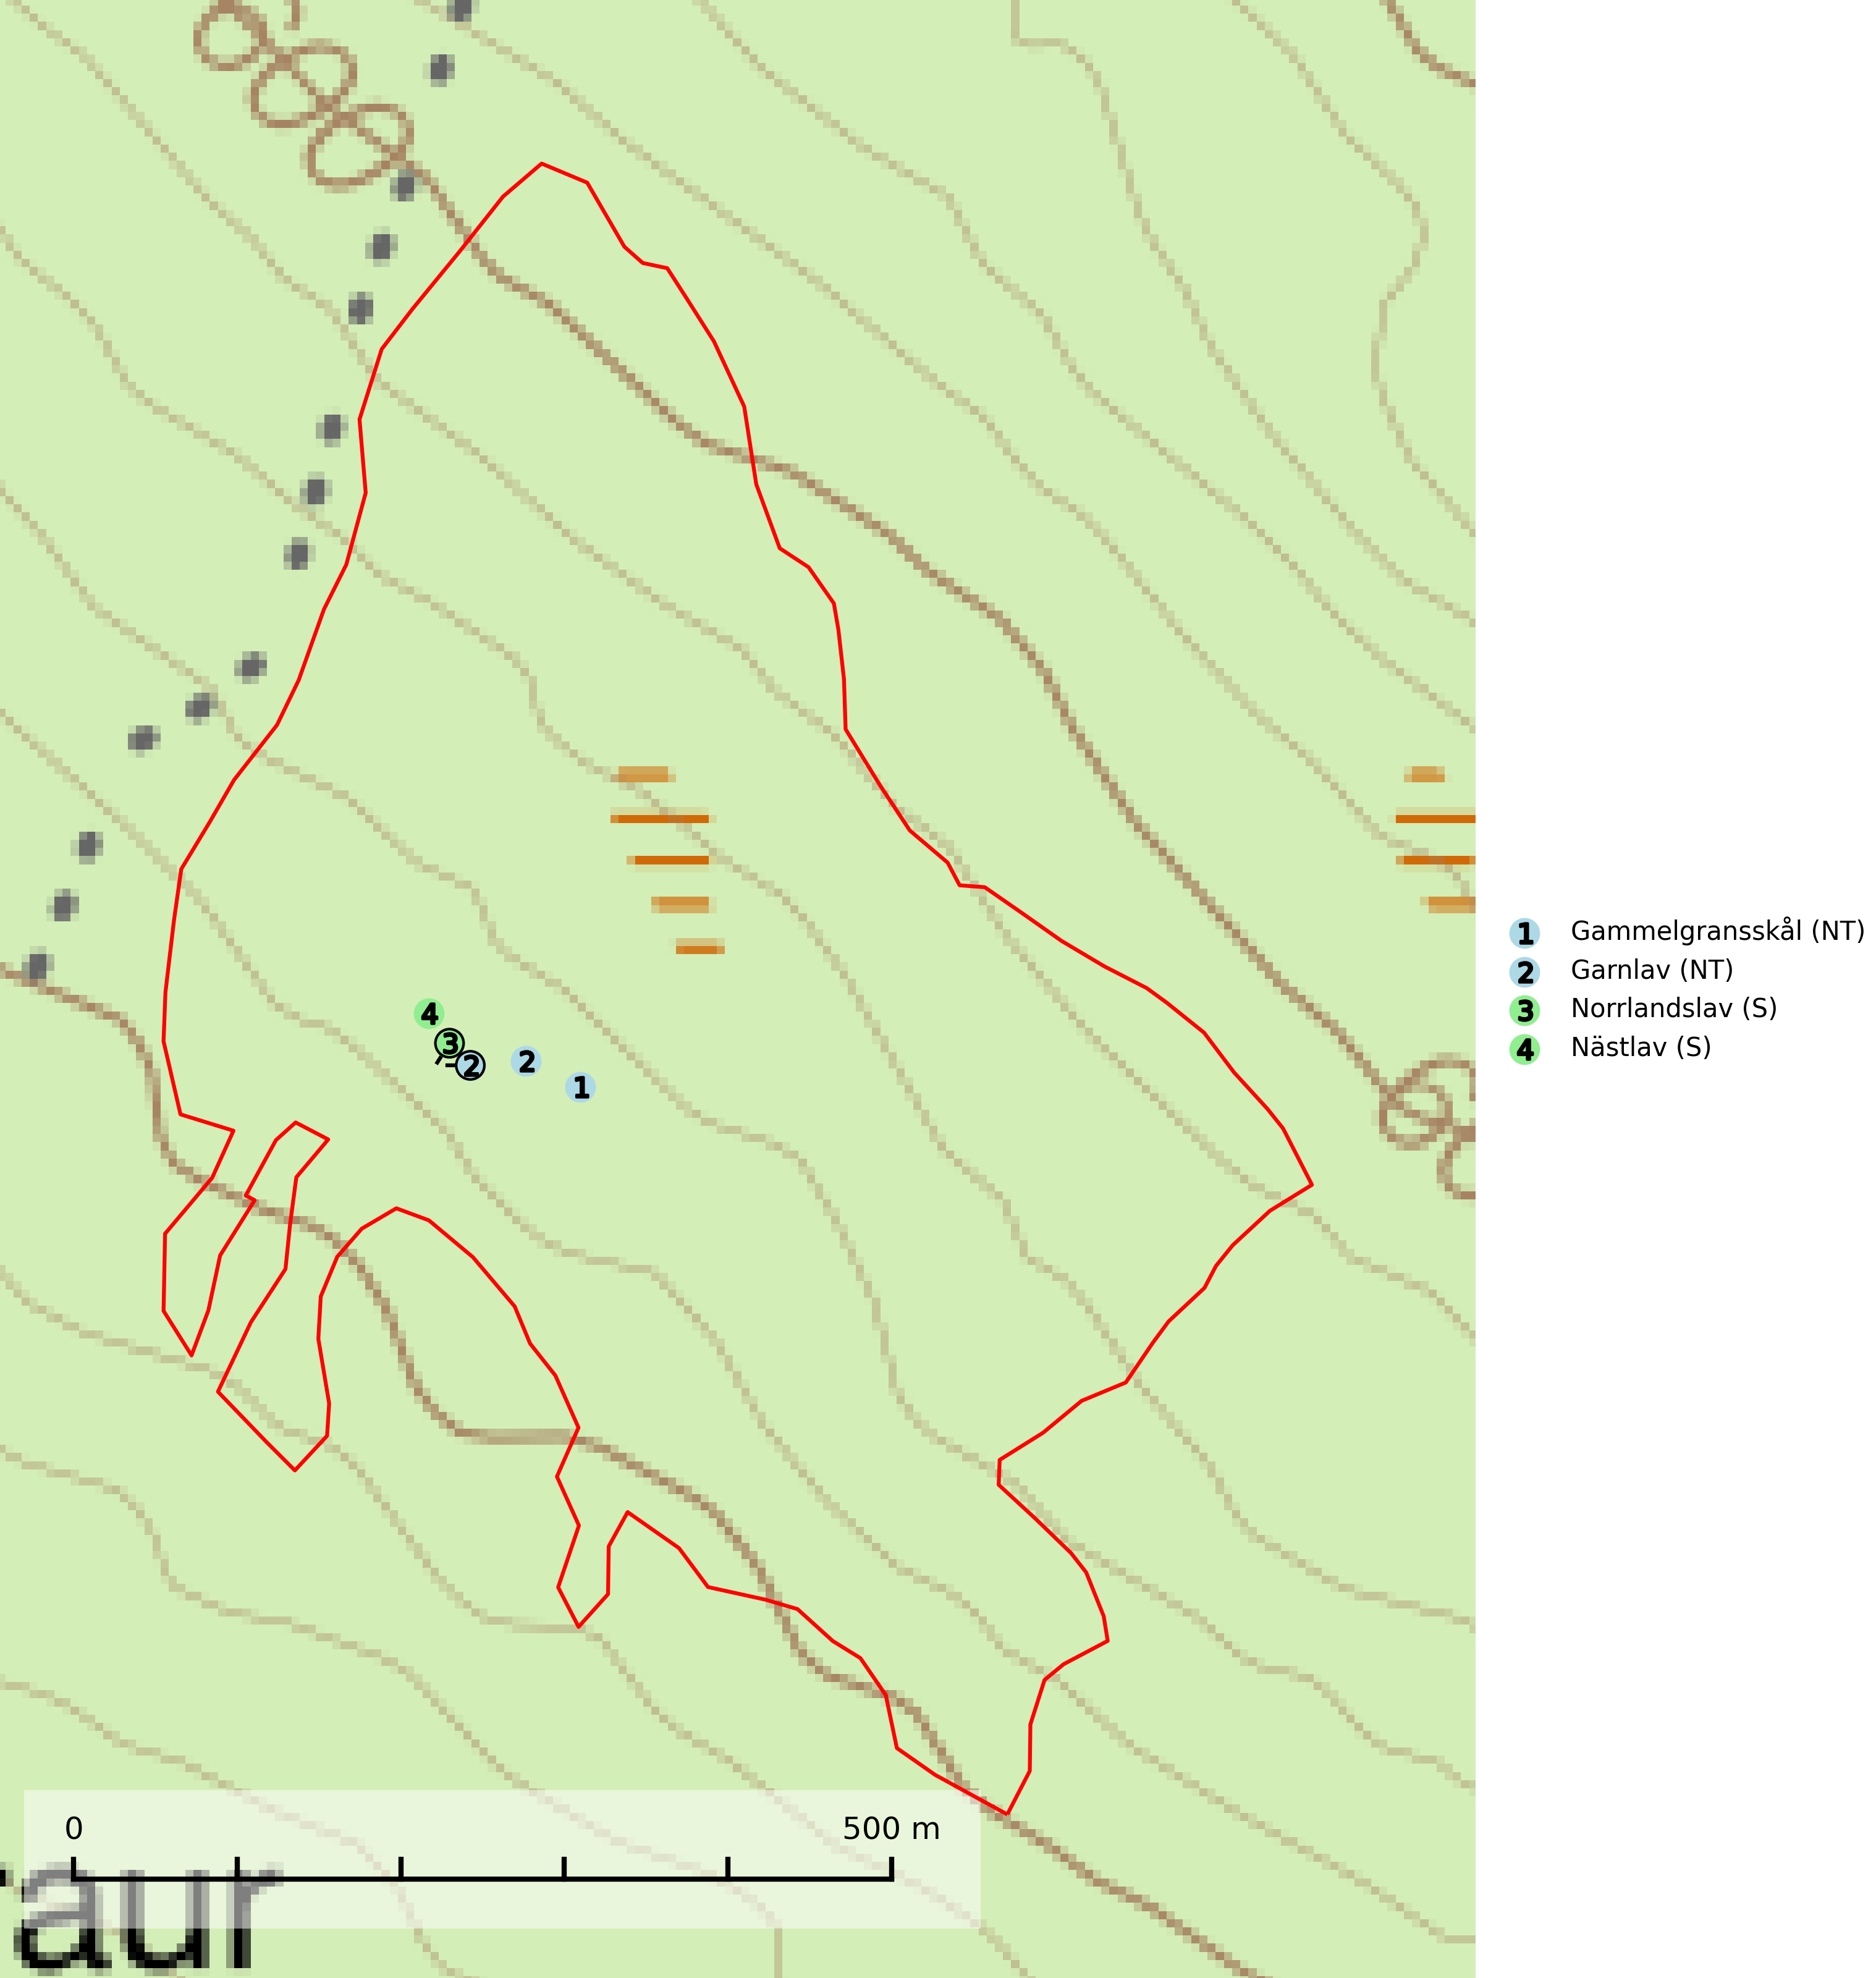 4
3
2
2
1
1 Gammelgransskål (NT)
2 Garnlav (NT)
3 Norrlandslav (S)
4 Nästlav (S)
0 500 m
aur